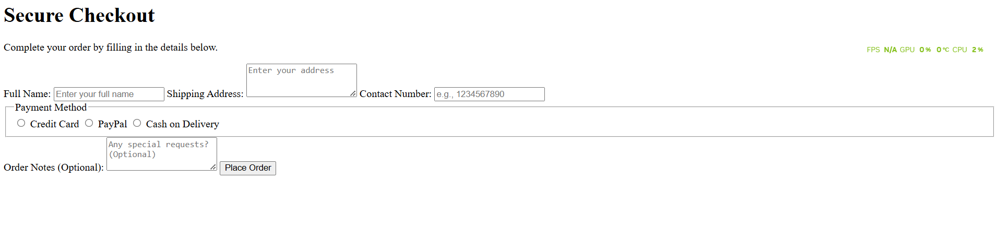 Secure Checkout
Complete your order by filling in the details below.
FPS N/A GPU 0% 0°C CPU 2%
Full Name: Enter your full name Shipping Address: Enter your address Contact Number: e.g., 1234567890
Payment Method
Credit Card PayPal Cash on Delivery
Order Notes (Optional): Any special requests?
(Optional)
Place Order